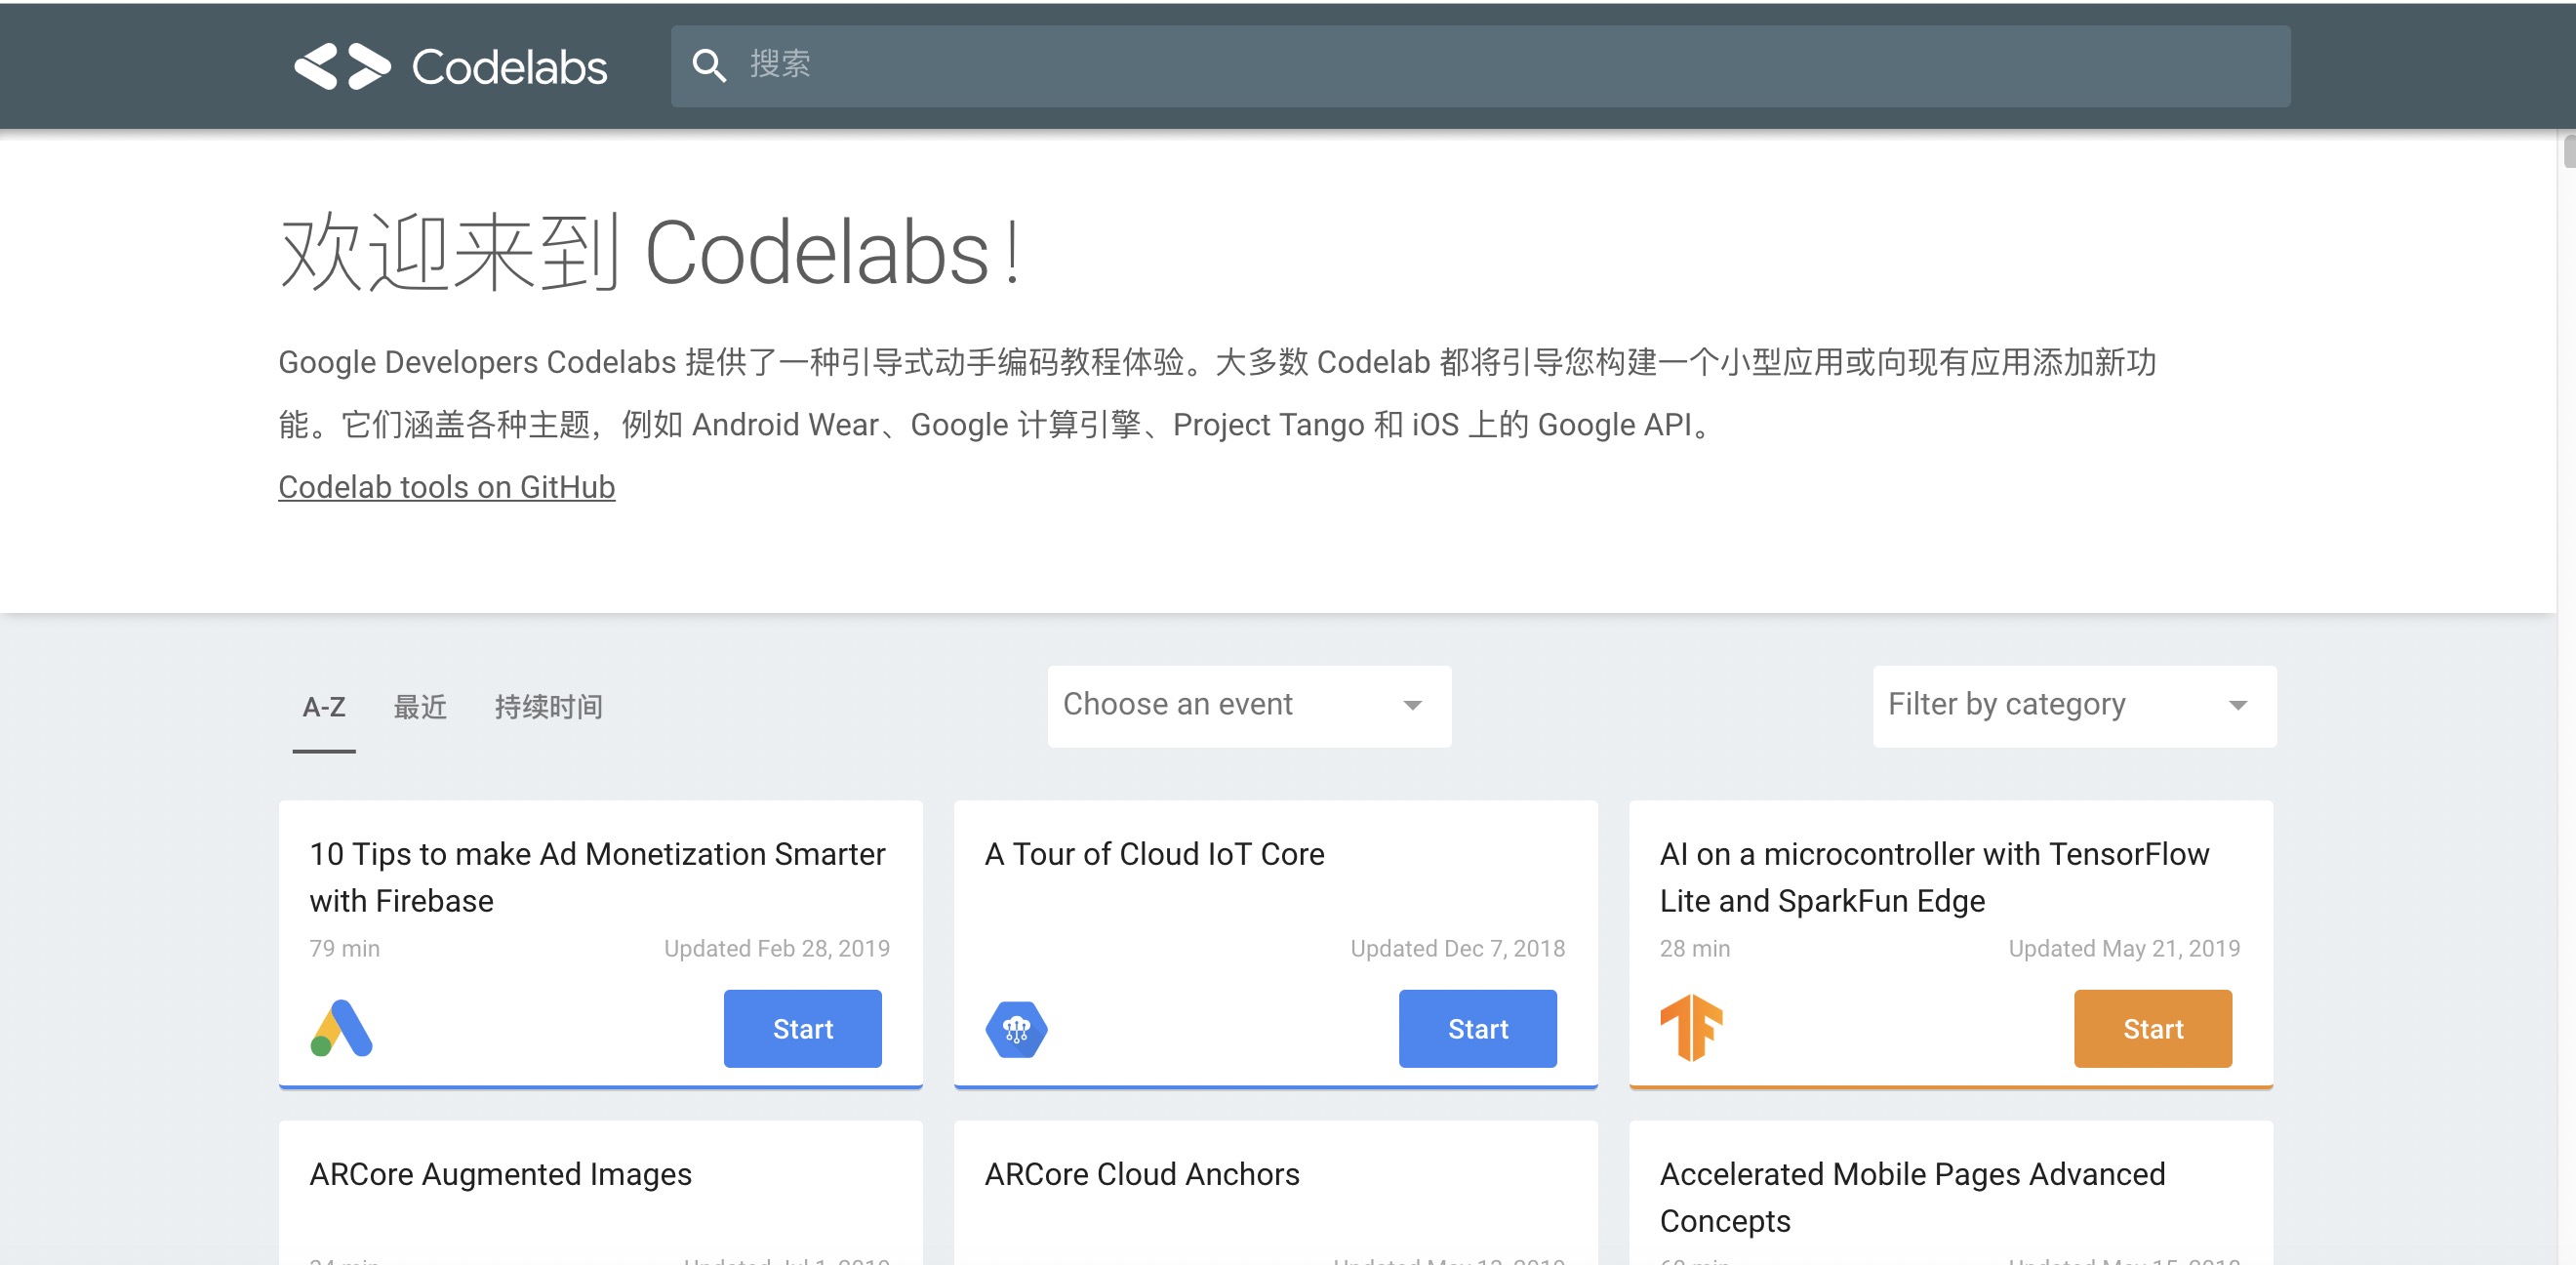 Codelabs
搜索
欢迎来到 Codelabs！
Google Developers Codelabs 提供了一种引导式动手编码教程体验。大多数 Codelab 都将引导您构建一个小型应用或向现有应用添加新功
能。它们涵盖各种主题，例如 Android Wear、Google 计算引擎、Project Tango 和 iOS 上的 Google API。
Codelab tools on GitHub
A-Z 最近 持续时间
Choose an event
Filter by category
10 Tips to make Ad Monetization Smarter
with Firebase
79 min
Updated Feb 28, 2019
Start
A Tour of Cloud IoT Core
Updated Dec 7, 2018
Start
AI on a microcontroller with TensorFlow
Lite and SparkFun Edge
28 min
Updated May 21, 2019
Start
ARCore Augmented Images
ARCore Cloud Anchors
Accelerated Mobile Pages Advanced
Concepts